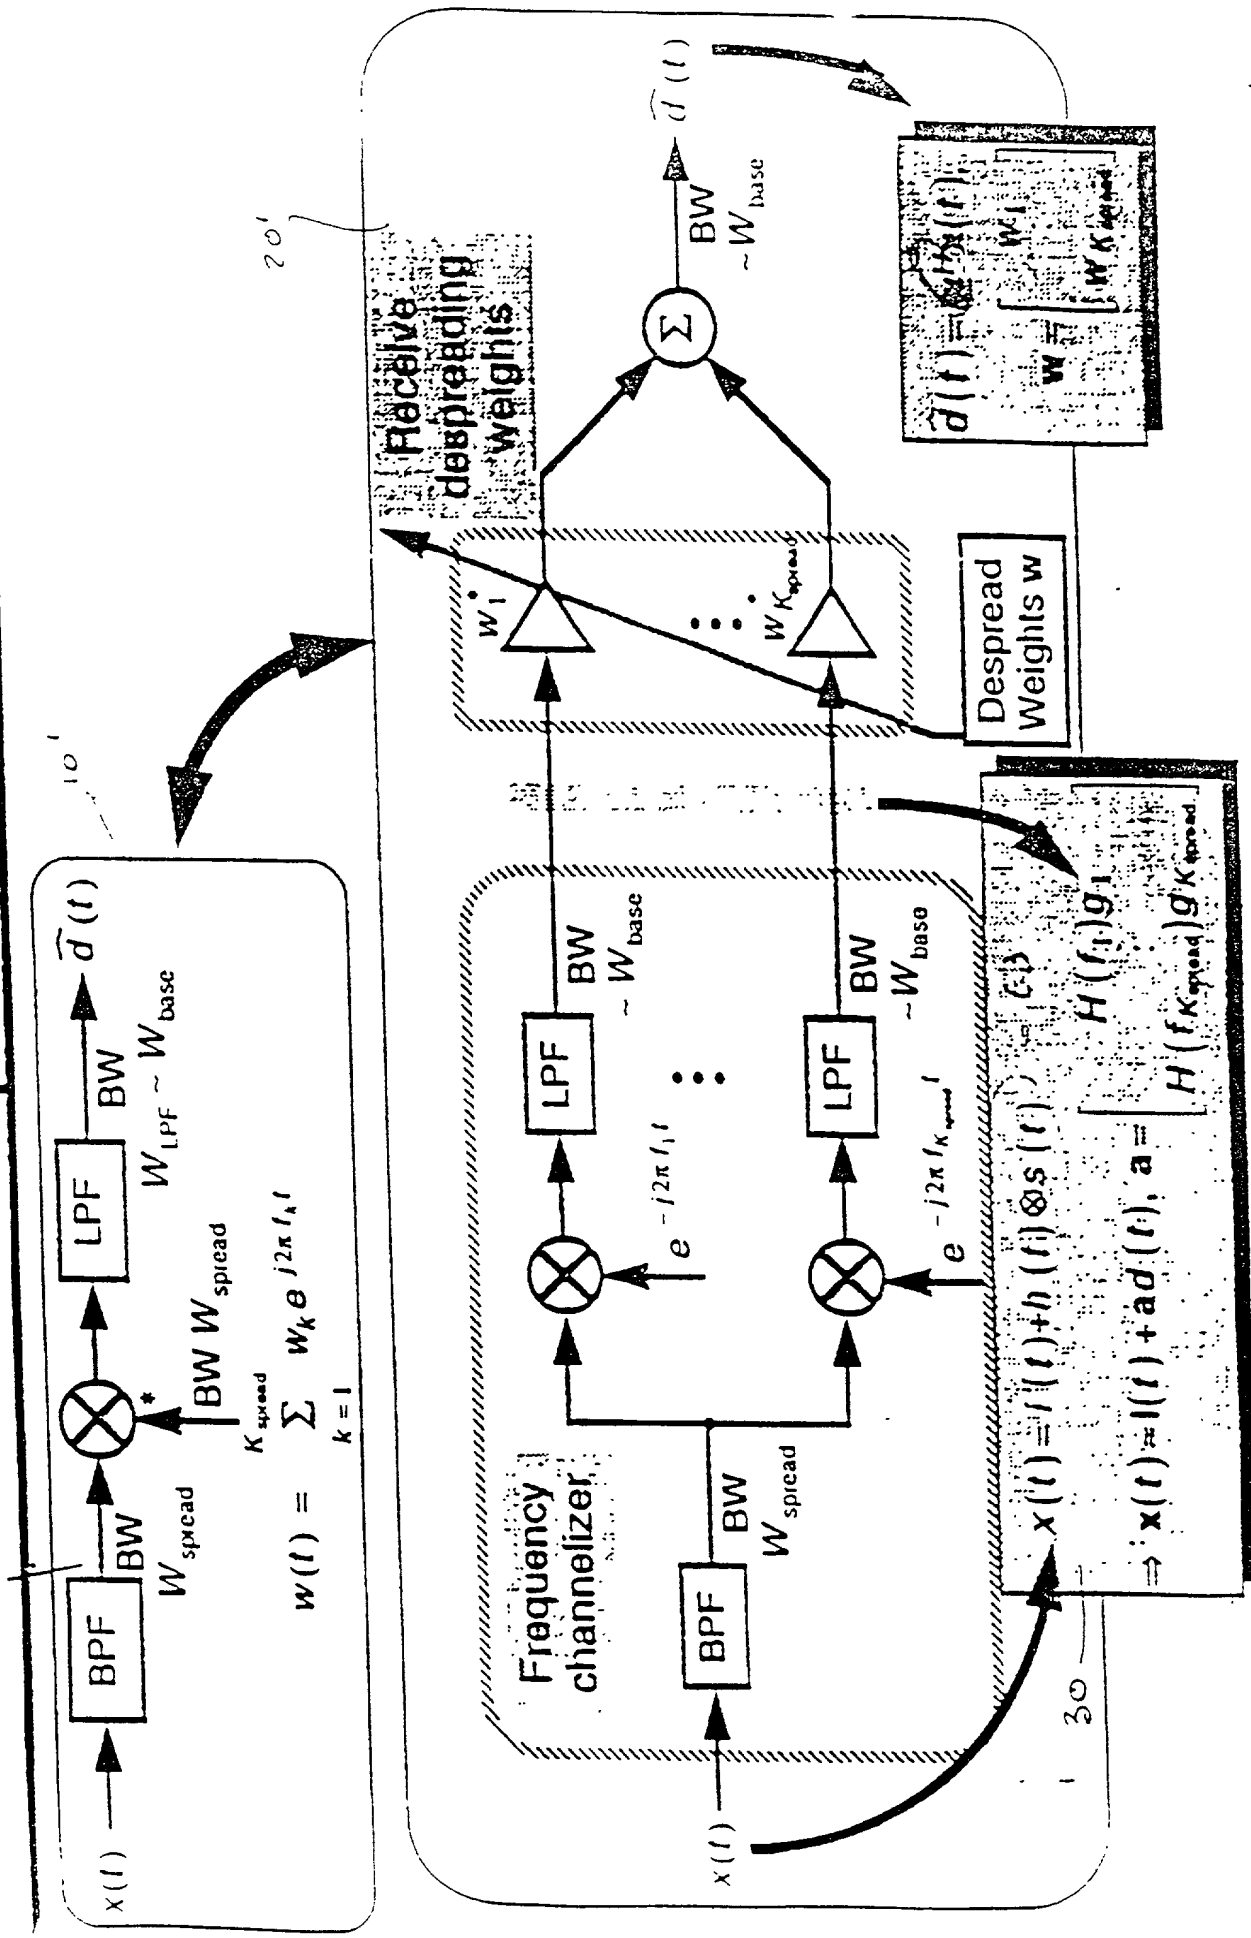 10'
x(t)
BPF
BW
W_spread
*
BW W_spread
w(t) = Σ_{k=1}^{K_spread} w_k e^{j2π f_k t}
LPF
BW
W_LPF ~ W_base
d̂(t)
20'
Frequency
channelizer
x(t)
BPF
BW
W_spread
e^{-j2π f_1 t}
LPF
BW
~ W_base
e^{-j2π f_{K_spread} t}
LPF
BW
~ W_base
w_1^*
w_{K_spread}^*
Receive
despreading
weights
Σ
BW
~ W_base
d̂(t)
Despread
Weights w
30
x(t) = i(t) + h(t) ⊗ s(t)
⇒ x(t) ≈ i(t) + ad(t), a =
H(f_1)g_1
H(f_{K_spread})g_{K_spread}
d̂(t) =
w =
w_1
w_{K_spread}